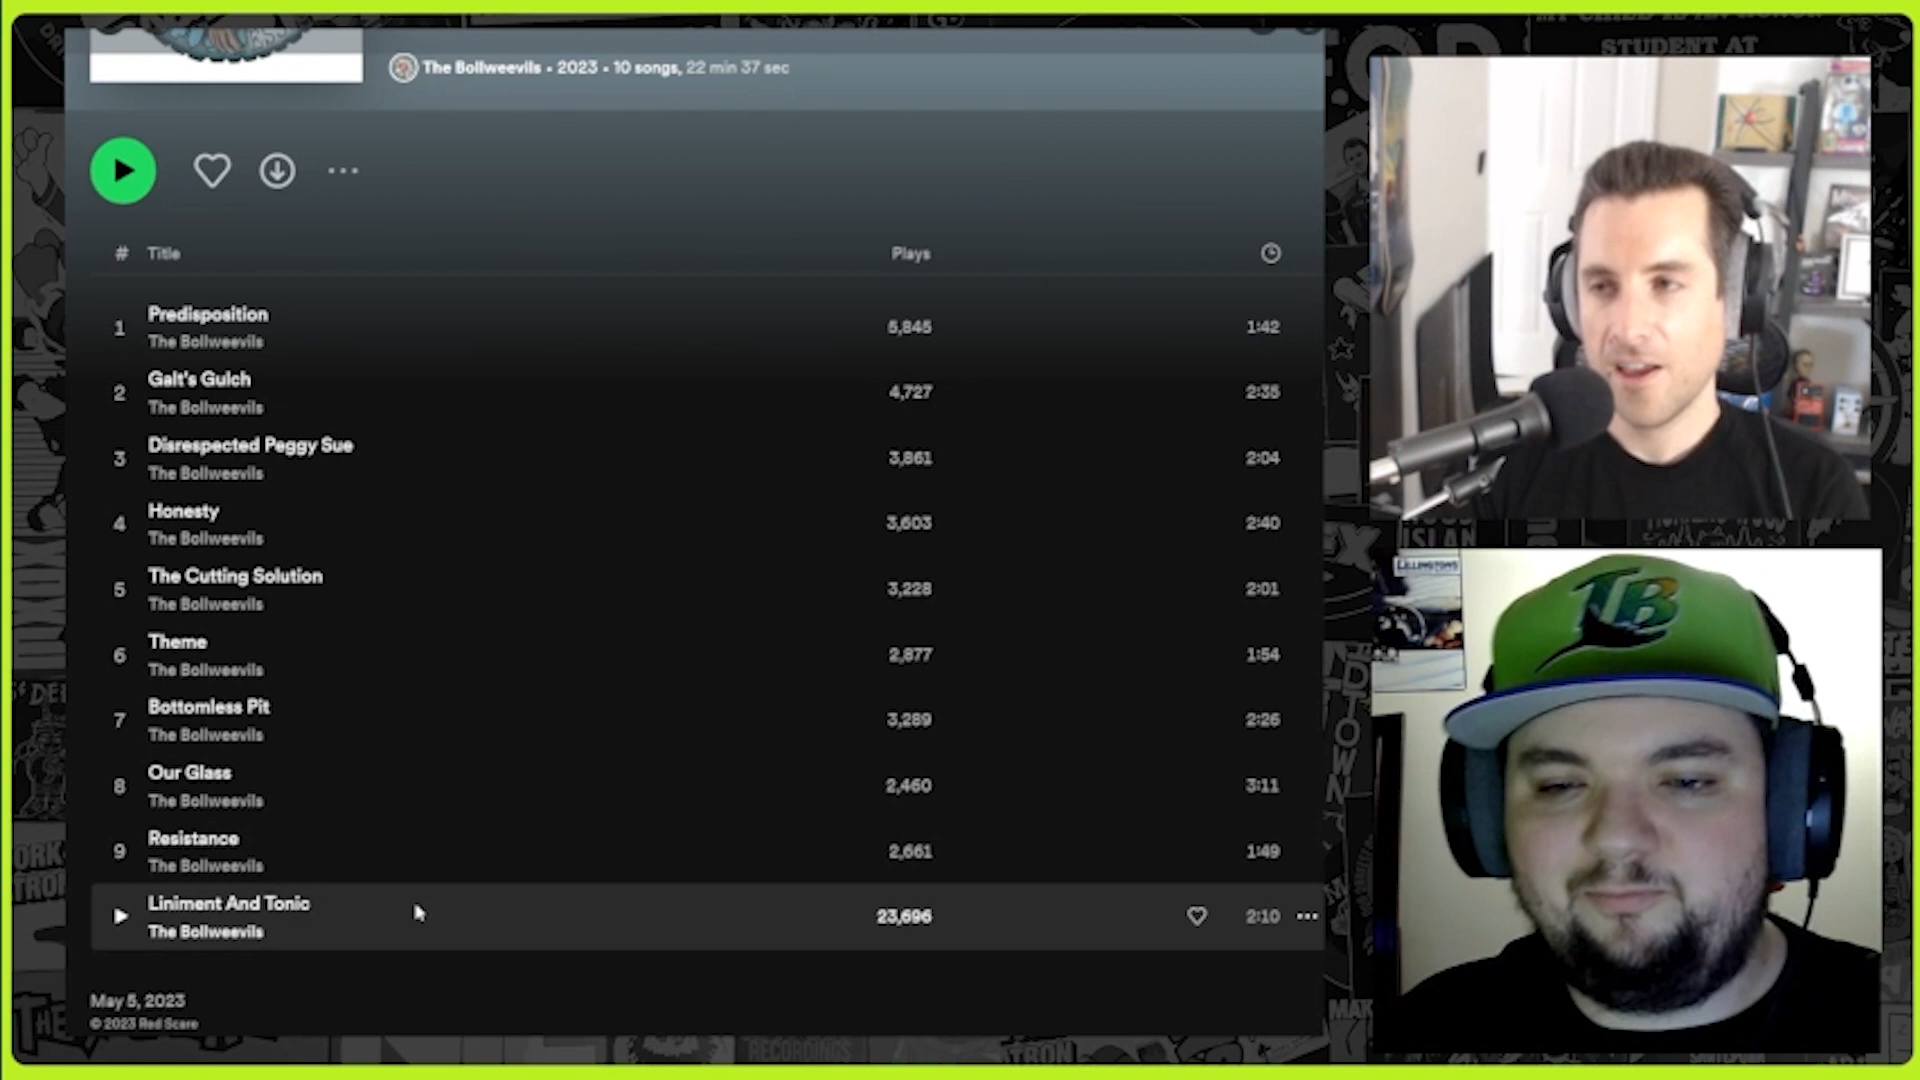 The Bollweevils • 2023 • 10 songs, 22 min 37 sec
# Title Plays
1 Predisposition 5,845 1:42
The Bollweevils
2 Galt's Gulch 4,727 2:35
The Bollweevils
3 Disrespected Peggy Sue 3,861 2:04
The Bollweevils
4 Honesty 3,603 2:40
The Bollweevils
5 The Cutting Solution 3,228 2:01
The Bollweevils
6 Theme 2,877 1:54
The Bollweevils
7 Bottomless Pit 3,289 2:26
The Bollweevils
8 Our Glass 2,460 3:11
The Bollweevils
9 Resistance 2,661 1:49
The Bollweevils
Liniment And Tonic 23,696 2:10
The Bollweevils
May 5, 2023
© 2023 Red Scare
STUDENT AT
LILLINGTONS
TB
RECORDINGS